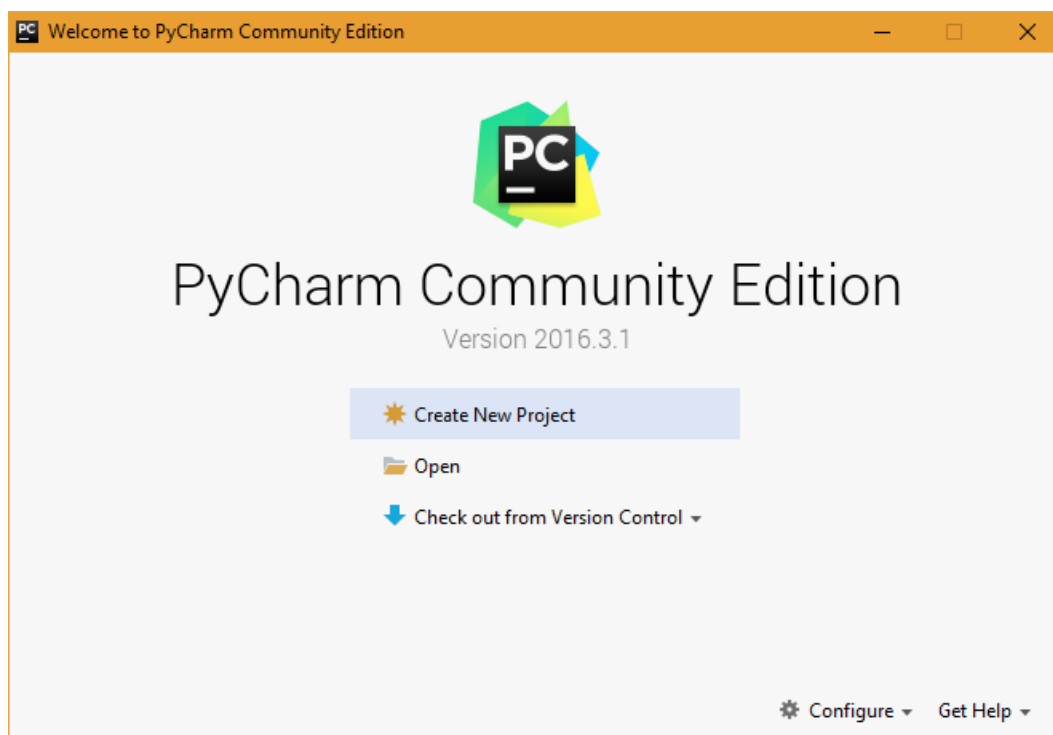 PC Welcome to PyCharm Community Edition
PC
PyCharm Community Edition
Version 2016.3.1
Create New Project
Open
Check out from Version Control
Configure Get Help